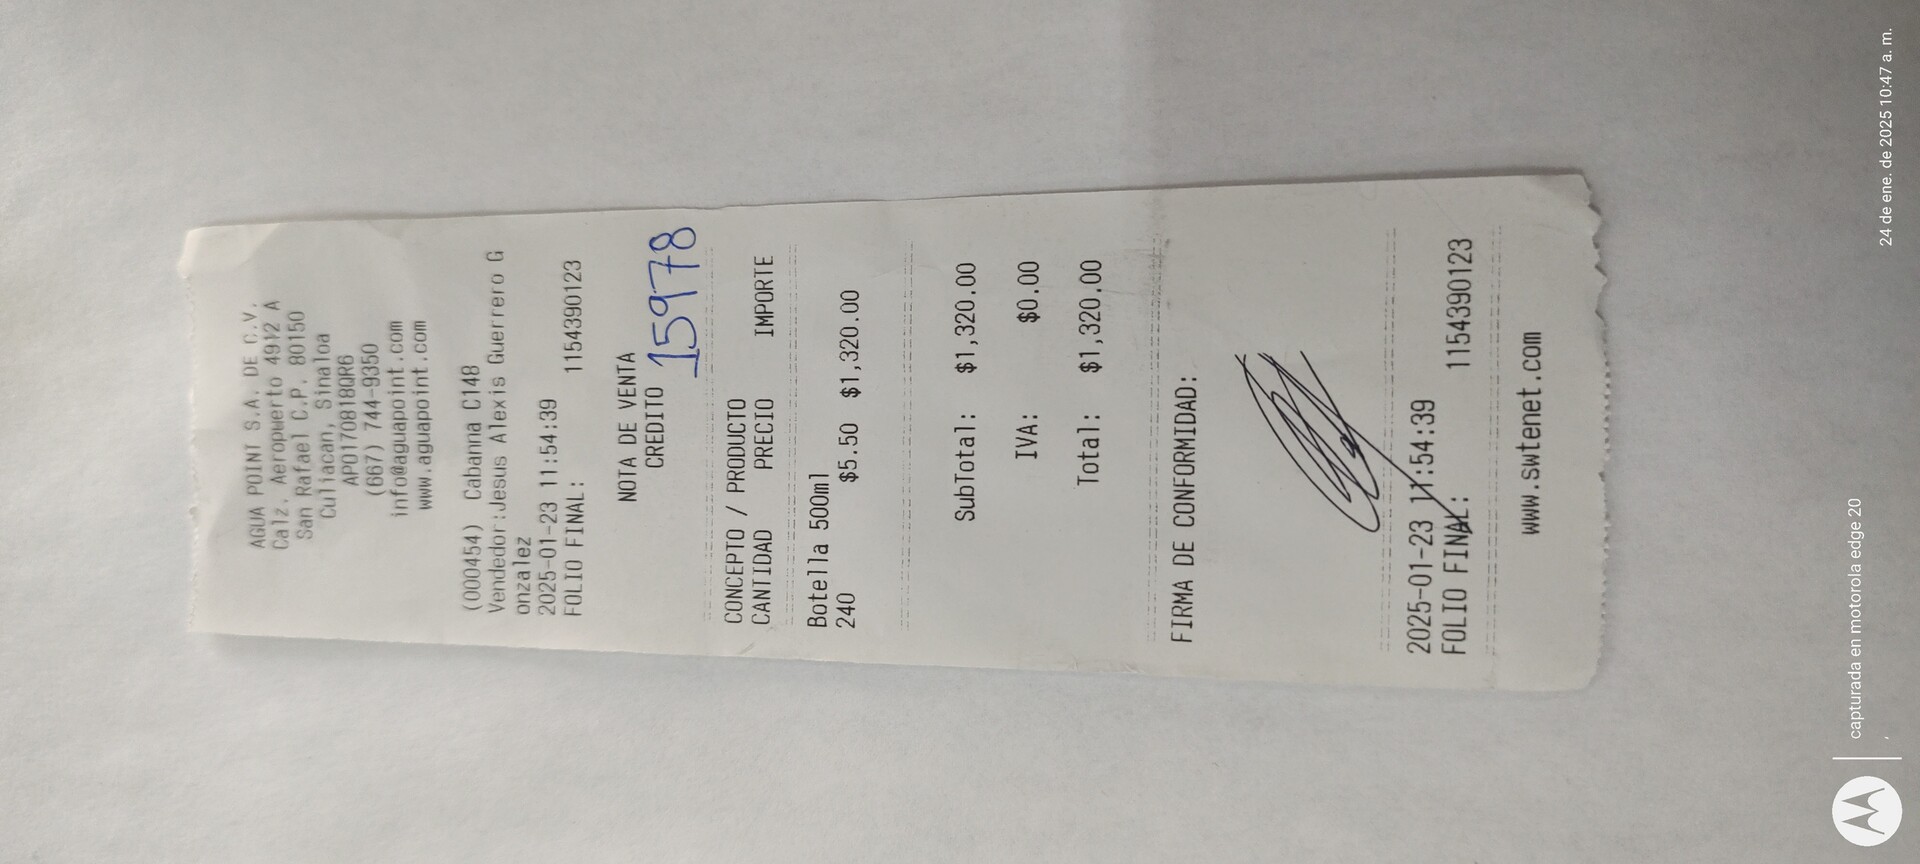 AGUA POINT S.A. DE C.V.
Calz. Aeropuerto 4912 A
San Rafael C.P. 80150
Culiacan, Sinaloa
APO170818QR6
(667) 744-9350
info@aguapoint.com
www.aguapoint.com
(000454) Cabanna C148
Vendedor:Jesus Alexis Guerrero G
onzalez
2025-01-23 11:54:39
FOLIO FINAL: 1154390123
NOTA DE VENTA
CREDITO 15978
CONCEPTO / PRODUCTO
CANTIDAD PRECIO IMPORTE
Botella 500ml
240 $5.50 $1,320.00
SubTotal: $1,320.00
IVA: $0.00
Total: $1,320.00
FIRMA DE CONFORMIDAD:
2025-01-23 11:54:39
FOLIO FINAL: 1154390123
www.swtenet.com
capturada en motorola edge 20
24 de ene. de 2025 10:47 a. m.